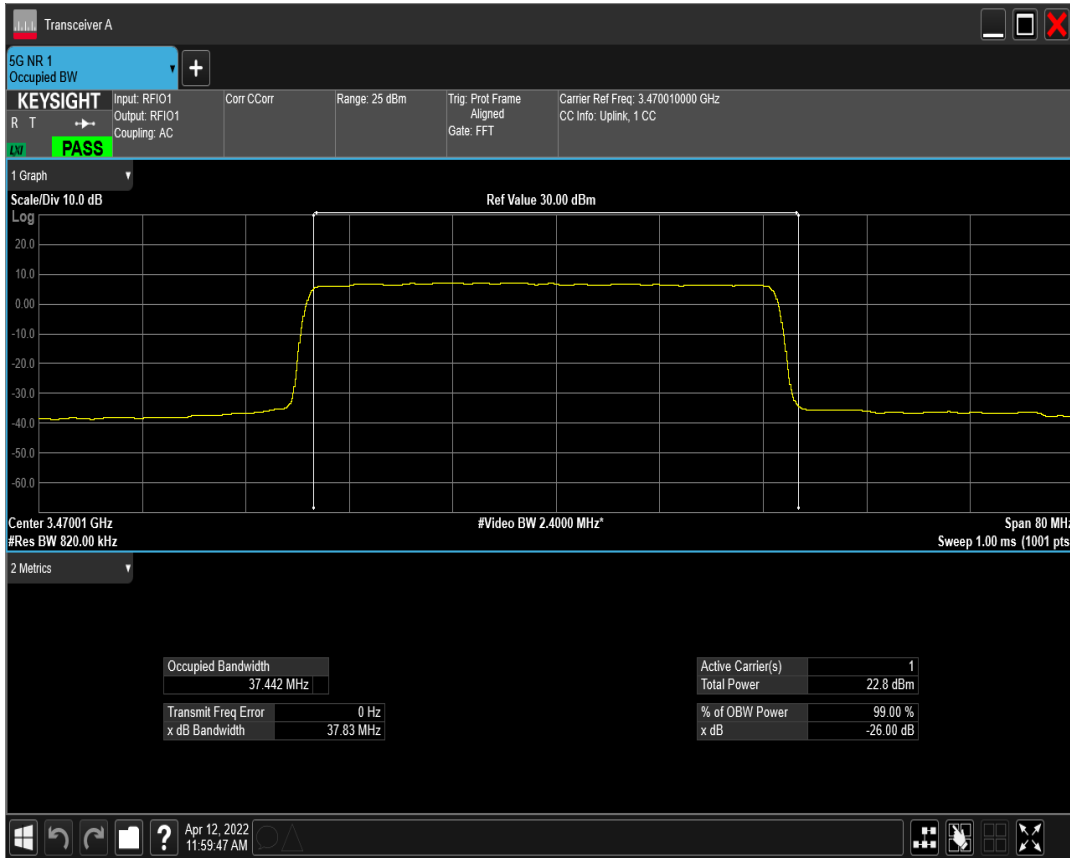 Transceiver A
5G NR 1
Occupied BW
+
KEYSIGHT
R T
LXI
PASS
Input: RFIO1
Output: RFIO1
Coupling: AC
Corr CCorr
Range: 25 dBm
Trig: Prot Frame
Aligned
Gate: FFT
Carrier Ref Freq: 3.470010000 GHz
CC Info: Uplink, 1 CC
1 Graph
Scale/Div 10.0 dB
Ref Value 30.00 dBm
Log
20.0
10.0
0.00
-10.0
-20.0
-30.0
-40.0
-50.0
-60.0
Center 3.47001 GHz
#Video BW 2.4000 MHz*
Span 80 MHz
#Res BW 820.00 kHz
Sweep 1.00 ms (1001 pts
2 Metrics
Occupied Bandwidth
37.442 MHz
Transmit Freq Error 0 Hz
x dB Bandwidth 37.83 MHz
Active Carrier(s) 1
Total Power 22.8 dBm
% of OBW Power 99.00 %
x dB -26.00 dB
?
Apr 12, 2022
11:59:47 AM